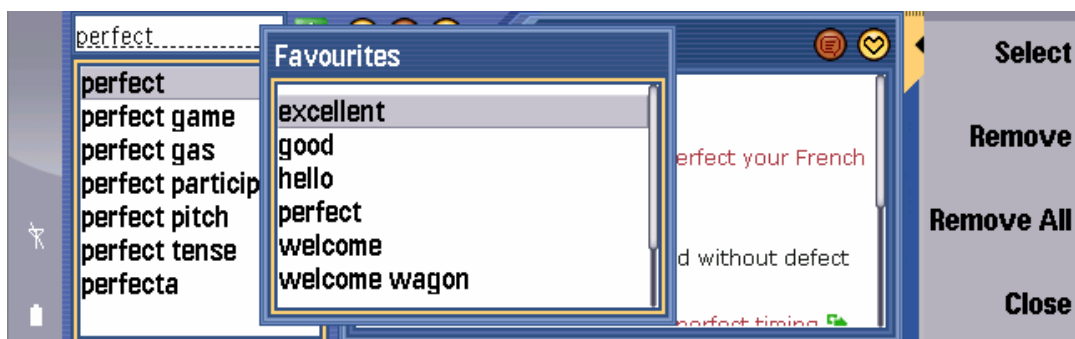 perfect
perfect
perfect game
perfect gas
perfect particip
perfect pitch
perfect tense
perfecta
Favourites
excellent
good
hello
perfect
welcome
welcome wagon
erfect your French
d without defect
perfect timing
Select
Remove
Remove All
Close